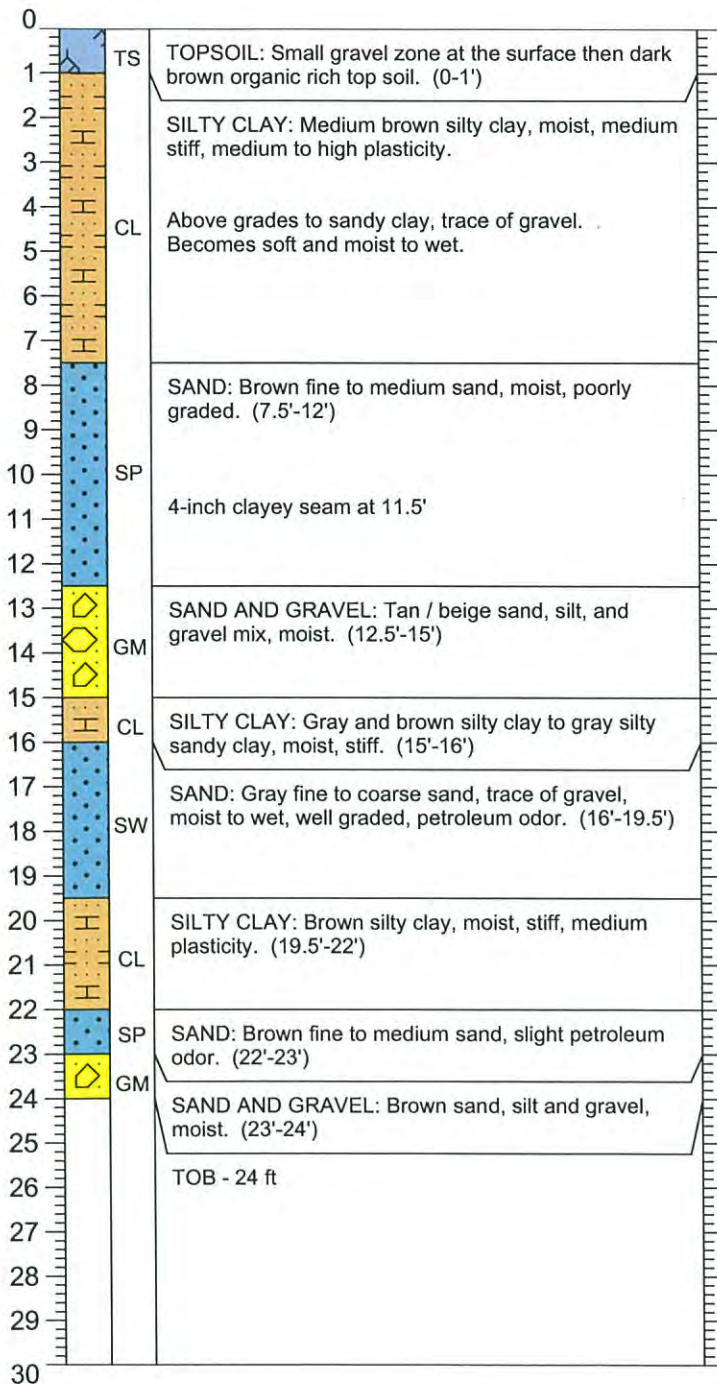 0
TS
TOPSOIL: Small gravel zone at the surface then dark
brown organic rich top soil. (0-1')
1
2
SILTY CLAY: Medium brown silty clay, moist, medium
stiff, medium to high plasticity.
3
4
CL
Above grades to sandy clay, trace of gravel.
Becomes soft and moist to wet.
5
6
7
8
SAND: Brown fine to medium sand, moist, poorly
graded. (7.5'-12')
9
10
SP
4-inch clayey seam at 11.5'
11
12
13
SAND AND GRAVEL: Tan / beige sand, silt, and
gravel mix, moist. (12.5'-15')
14
GM
15
CL
SILTY CLAY: Gray and brown silty clay to gray silty
sandy clay, moist, stiff. (15'-16')
16
17
SAND: Gray fine to coarse sand, trace of gravel,
moist to wet, well graded, petroleum odor. (16'-19.5')
18
SW
19
20
SILTY CLAY: Brown silty clay, moist, stiff, medium
plasticity. (19.5'-22')
21
CL
22
SP
SAND: Brown fine to medium sand, slight petroleum
odor. (22'-23')
23
GM
24
SAND AND GRAVEL: Brown sand, silt and gravel,
moist. (23'-24')
25
TOB - 24 ft
26
27
28
29
30